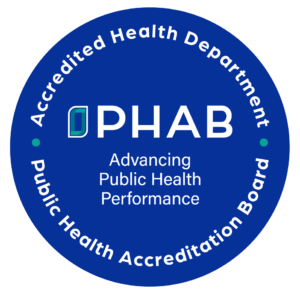 Accredited Health Department
PHAB
Advancing
Public Health
Performance
Public Health Accreditation Board